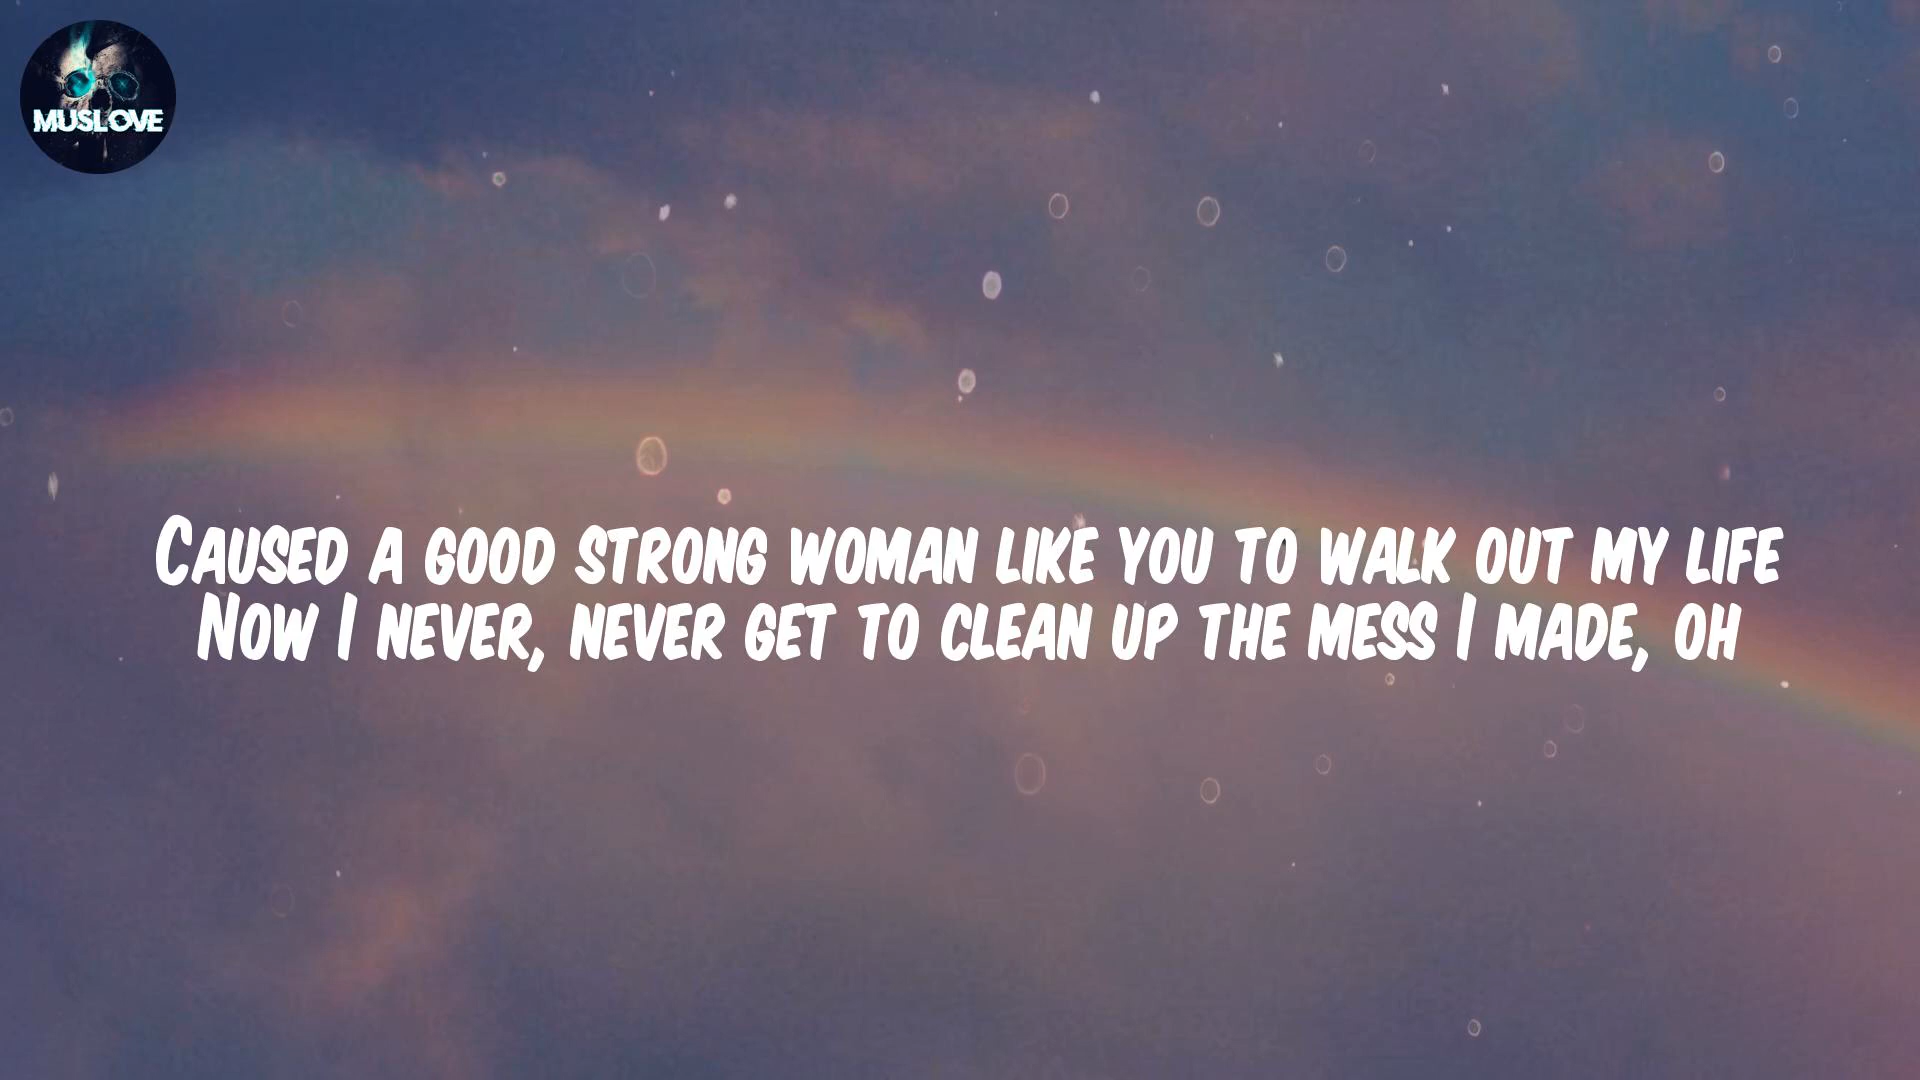 MUSLOVE
Caused a good strong woman like you to walk out my life
Now I never, never get to clean up the mess I made, oh